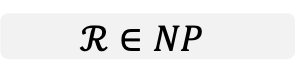 ℛ ∈ NP